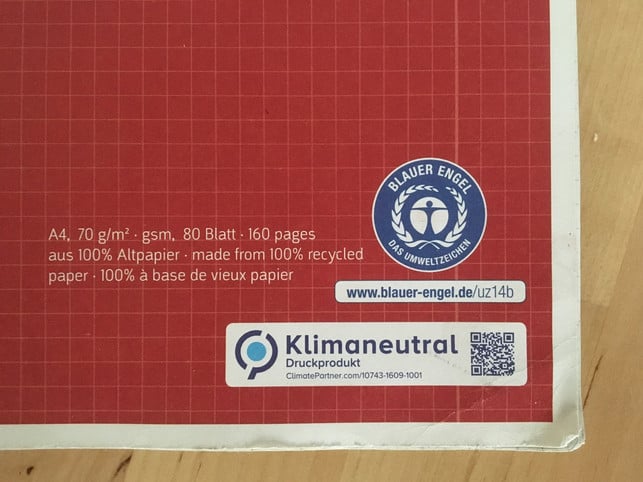 BLAUER ENGEL
DAS UMWELTZEICHEN
A4, 70 g/m² · gsm, 80 Blatt · 160 pages
aus 100% Altpapier · made from 100% recycled
paper · 100% à base de vieux papier
www.blauer-engel.de/uz14b
Klimaneutral
Druckprodukt
ClimatePartner.com/10743-1609-1001